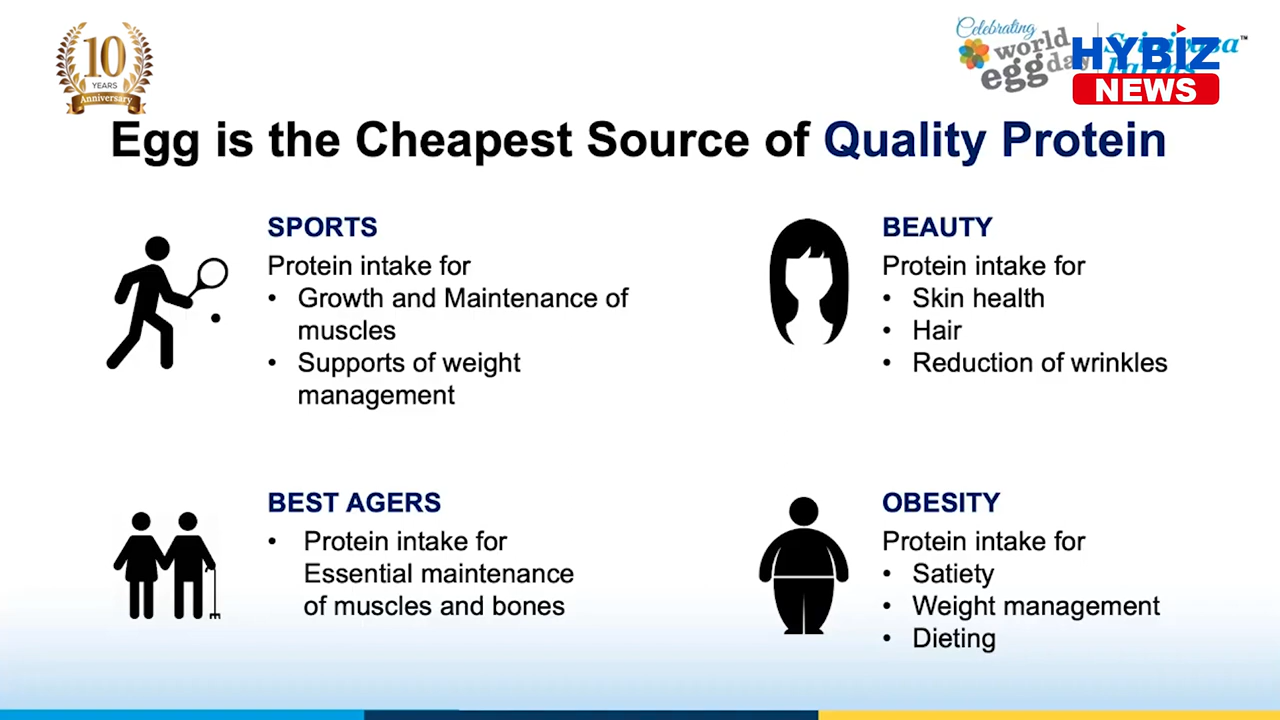 10
YEARS
Anniversary
Celebrating
world
egg day
HYBIZ
NEWS
™
Egg is the Cheapest Source of Quality Protein
SPORTS
Protein intake for
• Growth and Maintenance of
muscles
• Supports of weight
management
BEAUTY
Protein intake for
• Skin health
• Hair
• Reduction of wrinkles
BEST AGERS
• Protein intake for
Essential maintenance
of muscles and bones
OBESITY
Protein intake for
• Satiety
• Weight management
• Dieting